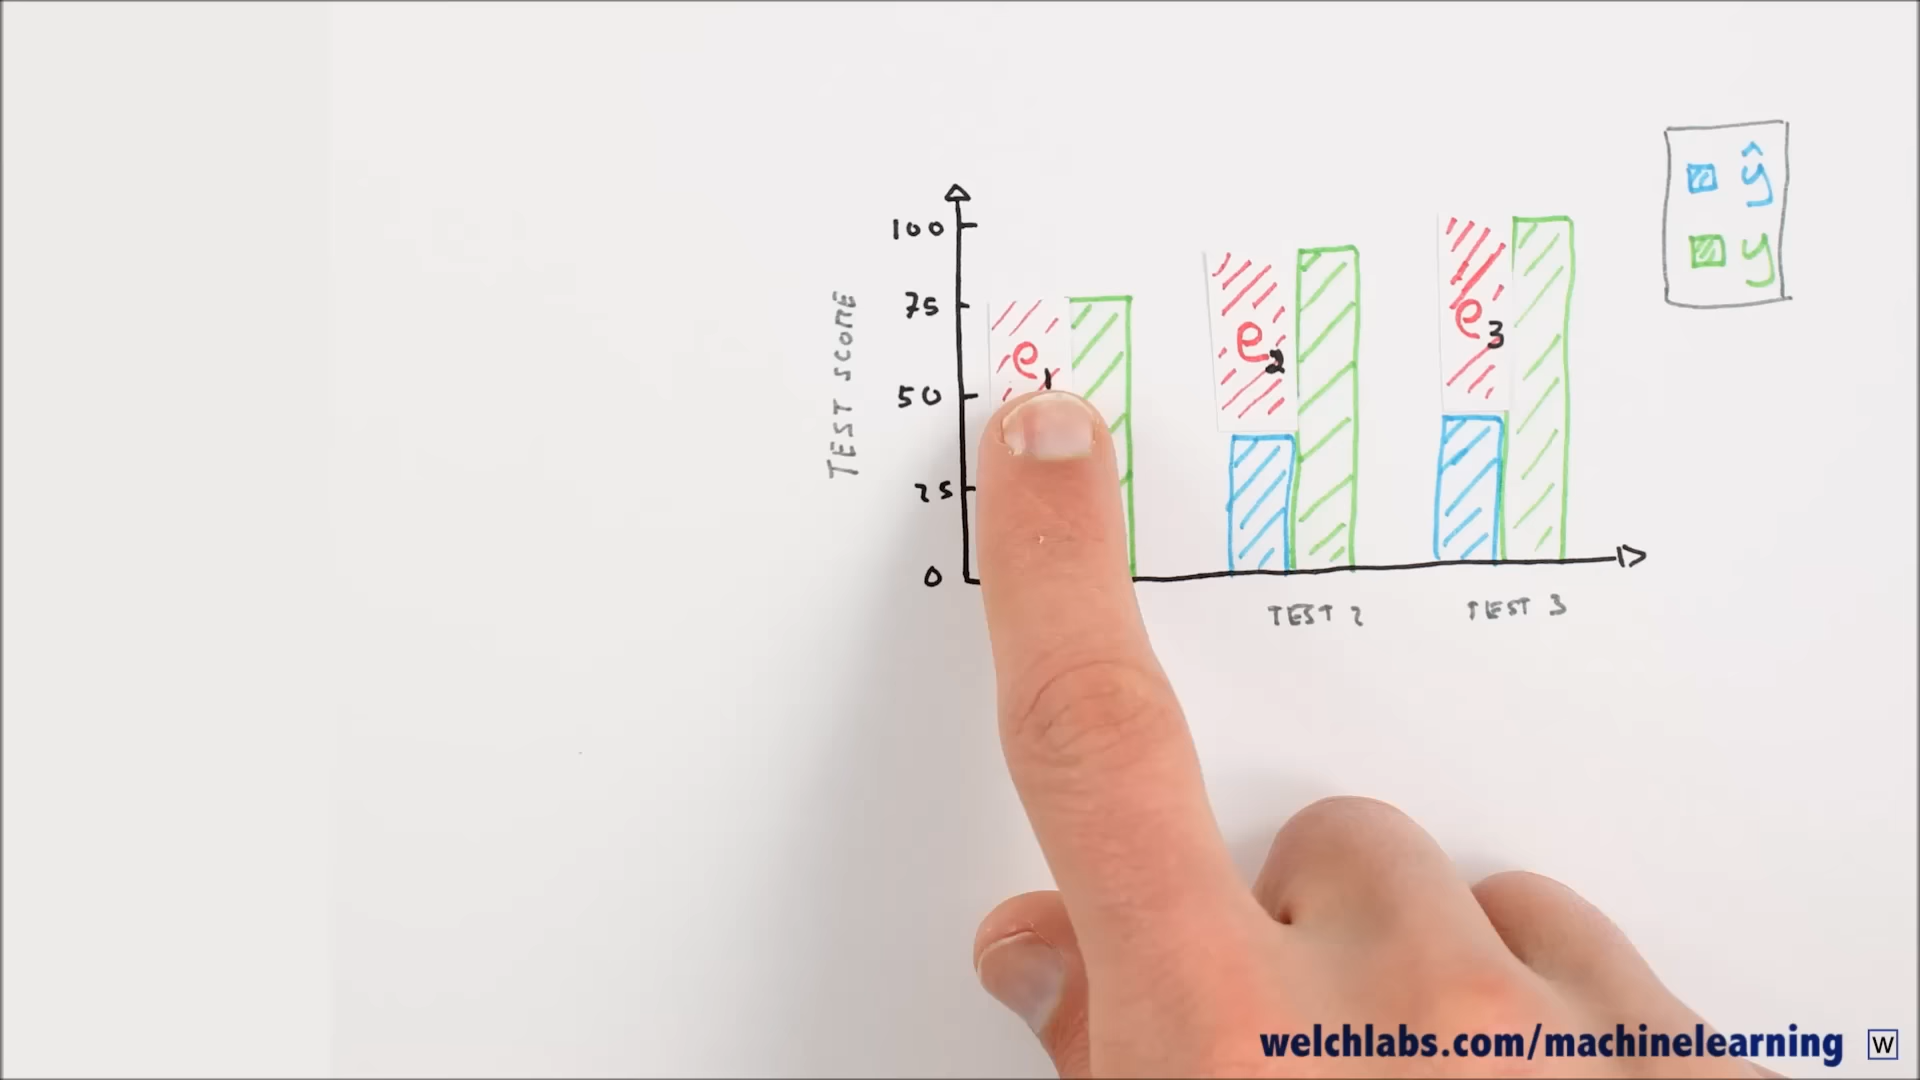 ŷ
y
100
75
50
25
0
TEST SCORE
e1
e2
e3
TEST 2
TEST 3
welchlabs.com/machinelearning W